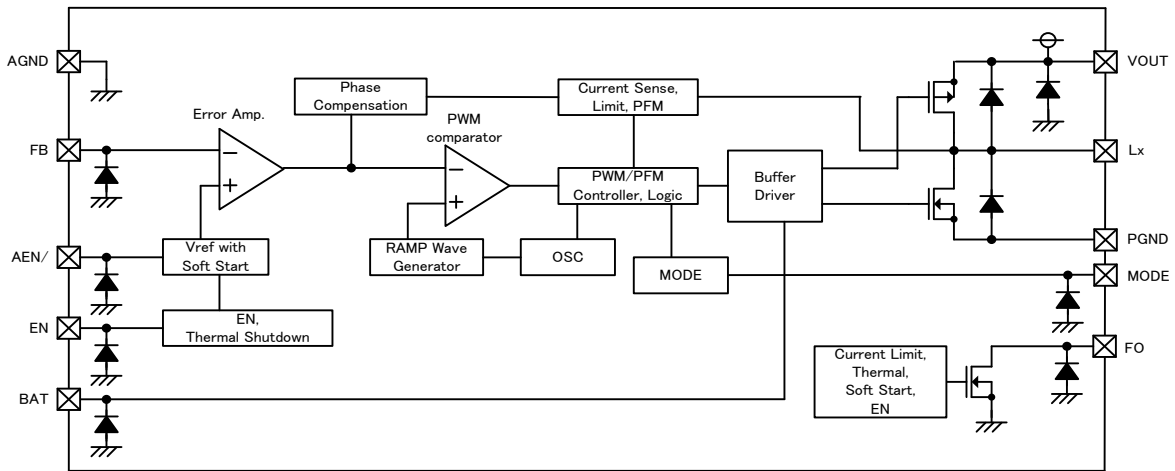 AGND
FB
AEN/
EN
BAT
Error Amp.
Phase
Compensation
PWM
comparator
Current Sense,
Limit, PFM
PWM/PFM
Controller, Logic
Buffer
Driver
Vref with
Soft Start
RAMP Wave
Generator
OSC
MODE
EN,
Thermal Shutdown
Current Limit,
Thermal,
Soft Start,
EN
VOUT
Lx
PGND
MODE
FO